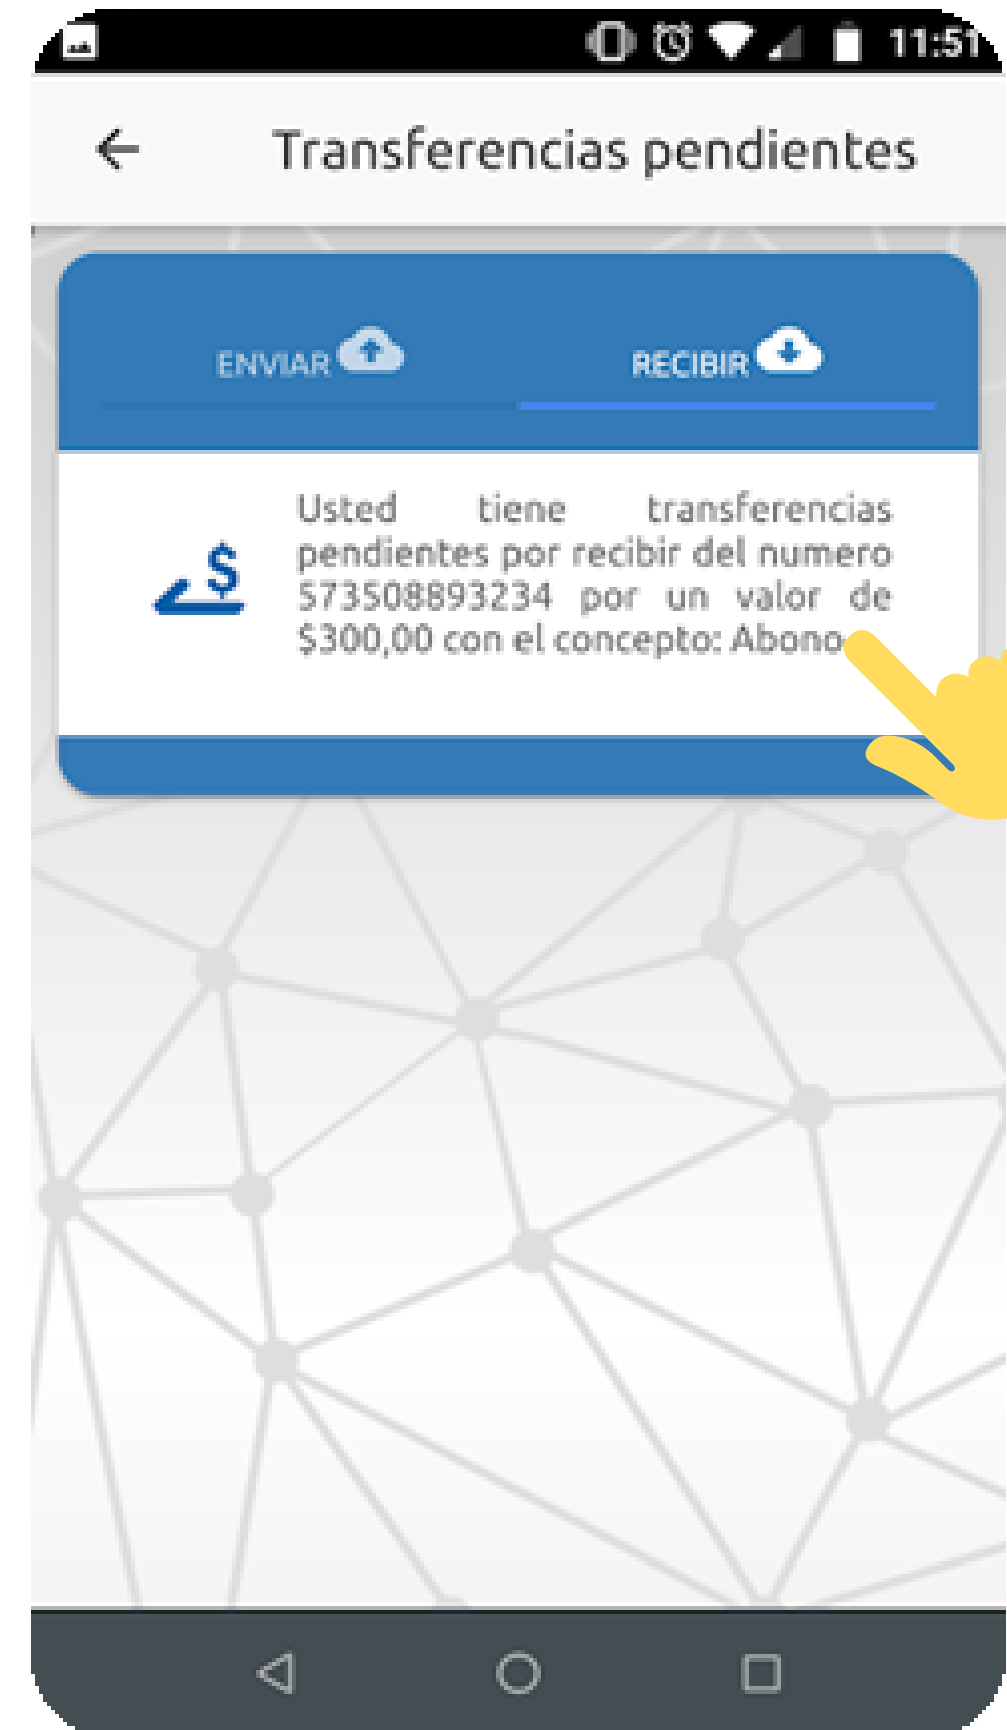 11:51
Transferencias pendientes
ENVIAR
RECIBIR
Usted tiene transferencias
pendientes por recibir del numero
573508893234 por un valor de
$300,00 con el concepto: Abono